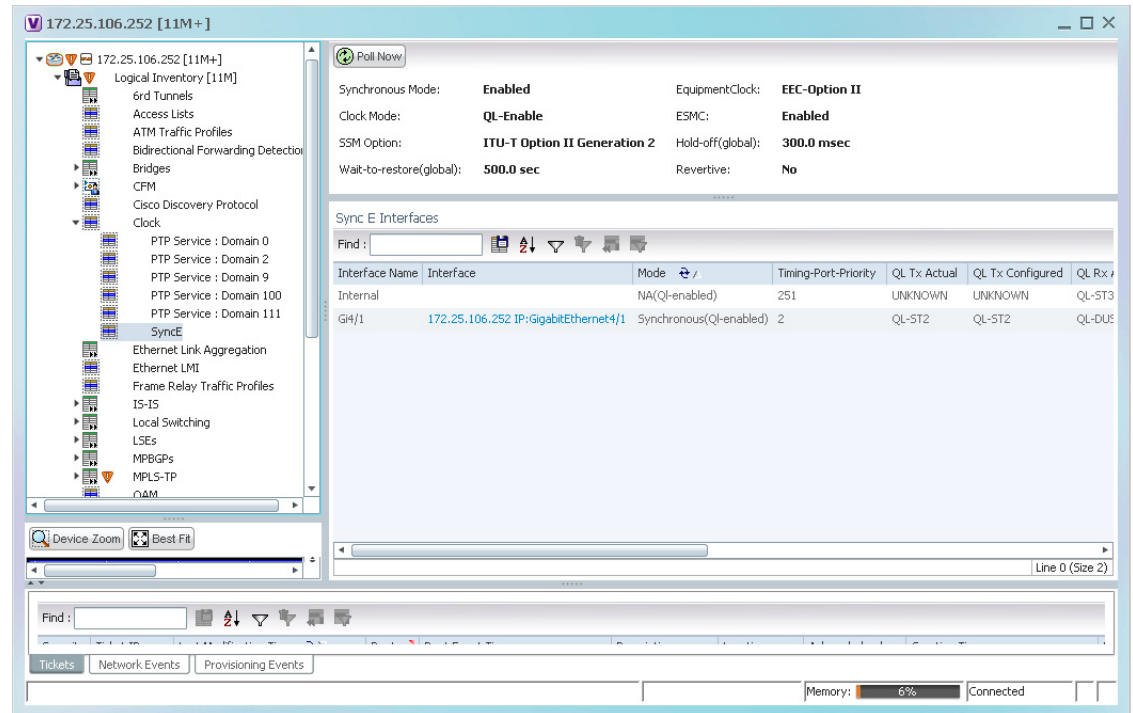 172.25.106.252 [11M+]
172.25.106.252 [11M+]
Logical Inventory [11M]
6rd Tunnels
Access Lists
ATM Traffic Profiles
Bidirectional Forwarding Detection
Bridges
CFM
Cisco Discovery Protocol
Clock
PTP Service : Domain 0
PTP Service : Domain 2
PTP Service : Domain 9
PTP Service : Domain 100
PTP Service : Domain 111
SyncE
Ethernet Link Aggregation
Ethernet LMI
Frame Relay Traffic Profiles
IS-IS
Local Switching
LSEs
MPBGPs
MPLS-TP
OAM
Device Zoom Best Fit
Poll Now
Synchronous Mode: Enabled EquipmentClock: EEC-Option II
Clock Mode: QL-Enable ESMC: Enabled
SSM Option: ITU-T Option II Generation 2 Hold-off(global): 300.0 msec
Wait-to-restore(global): 500.0 sec Revertive: No
Sync E Interfaces
Find :
Interface Name Interface Mode Timing-Port-Priority QL Tx Actual QL Tx Configured QL Rx
Internal NA(Ql-enabled) 251 UNKNOWN UNKNOWN QL-ST3
Gi4/1 172.25.106.252 IP:GigabitEthernet4/1 Synchronous(Ql-enabled) 2 QL-ST2 QL-ST2 QL-DUS
Line 0 (Size 2)
Find :
Tickets Network Events Provisioning Events
Memory: 6% Connected